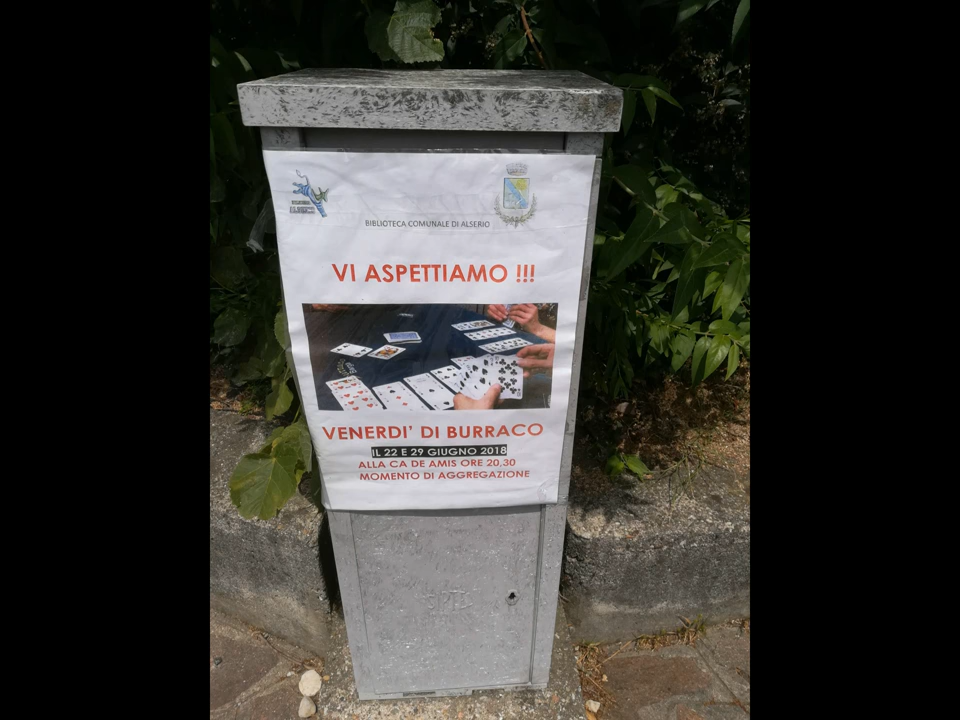 BIBLIOTECA COMUNALE DI ALSERIO
VI ASPETTIAMO !!!
VENERDI' DI BURRACO
IL 22 E 29 GIUGNO 2018
ALLA CA DE AMIS ORE 20,30
MOMENTO DI AGGREGAZIONE